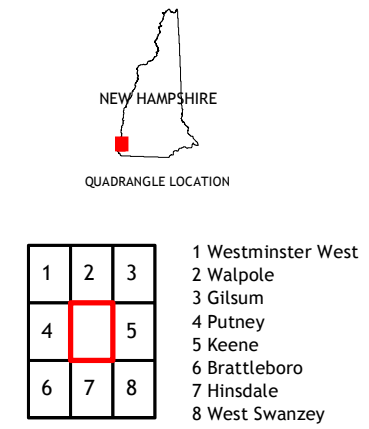 NEW HAMPSHIRE
QUADRANGLE LOCATION
1 2 3
4 5
6 7 8
1 Westminster West
2 Walpole
3 Gilsum
4 Putney
5 Keene
6 Brattleboro
7 Hinsdale
8 West Swanzey